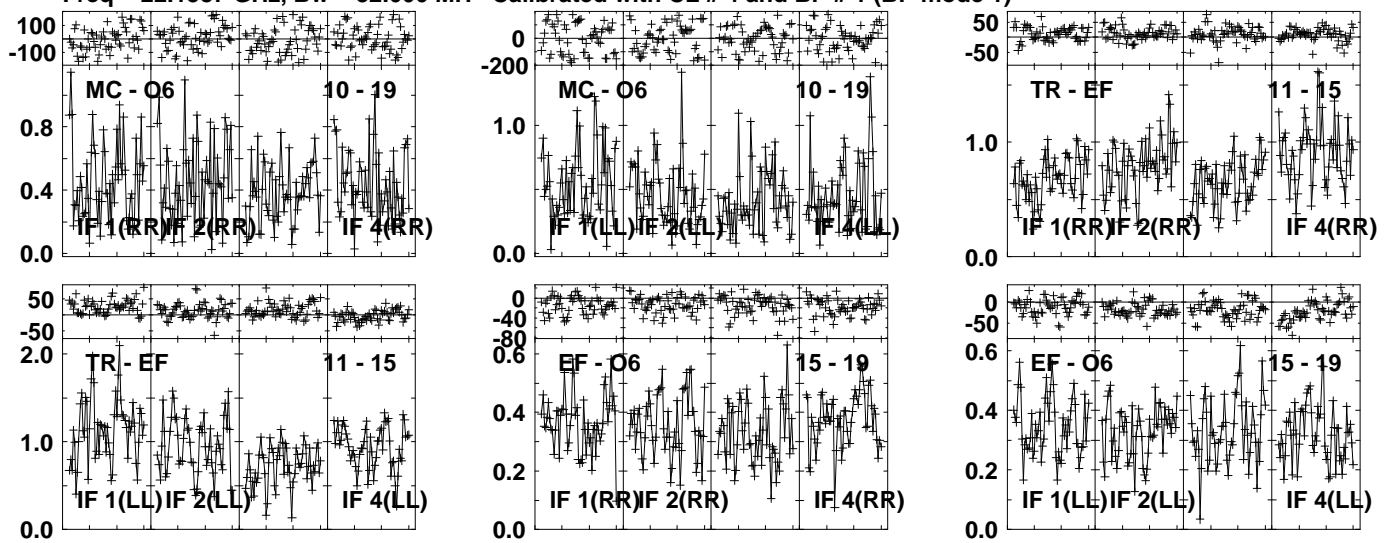 100
-100
MC - O6
10 - 19
0.8
0.4
0.0
IF 1(RR)
IF 2(RR)
IF 4(RR)
0
-200
MC - O6
10 - 19
1.0
0.0
IF 1(LL)
IF 2(LL)
IF 4(LL)
50
-50
TR - EF
11 - 15
1.0
0.0
IF 1(RR)
IF 2(RR)
IF 4(RR)
50
-50
TR - EF
11 - 15
2.0
1.0
0.0
IF 1(LL)
IF 2(LL)
IF 4(LL)
0
-40
-80
EF - O6
15 - 19
0.6
0.4
0.2
0.0
IF 1(RR)
IF 2(RR)
IF 4(RR)
0
-50
EF - O6
15 - 19
0.6
0.4
0.2
0.0
IF 1(LL)
IF 2(LL)
IF 4(LL)